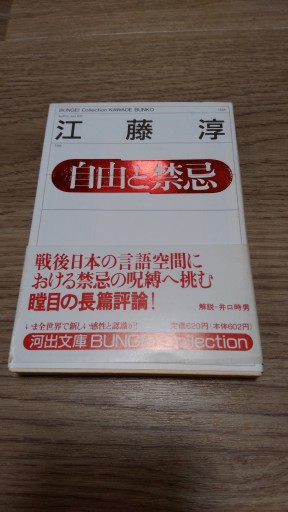 BUNGEI Collection KAWADE BUNKO
江藤淳
自由と禁忌
戦後日本の言語空間に
おける禁忌の呪縛へ挑む
瞠目の長篇評論！
解説=井口時男
いま全世界で新しい感性と認識が!
定価620円（本体602円）
河出文庫 BUNGEI Collection